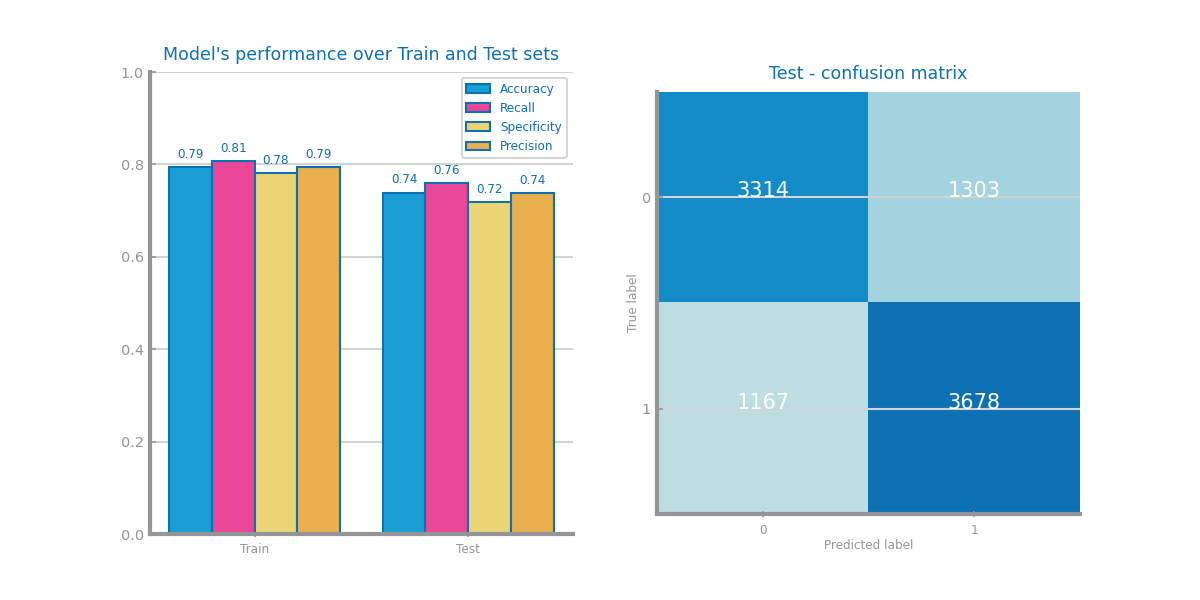 Model's performance over Train and Test sets
1.0
0.8
0.6
0.4
0.2
0.0
Accuracy
Recall
Specificity
Precision
0.79
0.81
0.78
0.79
0.74
0.76
0.72
0.74
Train
Test
Test - confusion matrix
True label
0
1
3314
1303
1167
3678
0
1
Predicted label